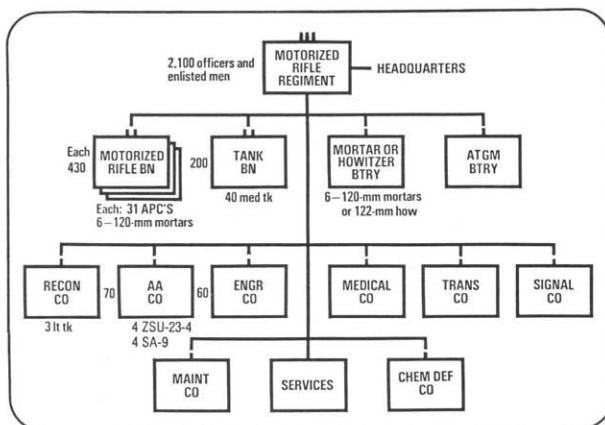 2,100 officers and
enlisted men
MOTORIZED
RIFLE
REGIMENT
HEADQUARTERS
Each
430
MOTORIZED
RIFLE BN
Each: 31 APC'S
6–120-mm mortars
200
TANK
BN
40 med tk
MORTAR OR
HOWITZER
BTRY
6–120-mm mortars
or 122-mm how
ATGM
BTRY
RECON
CO
3 lt tk
70
AA
CO
4 ZSU-23-4
4 SA-9
60
ENGR
CO
MEDICAL
CO
TRANS
CO
SIGNAL
CO
MAINT
CO
SERVICES
CHEM DEF
CO